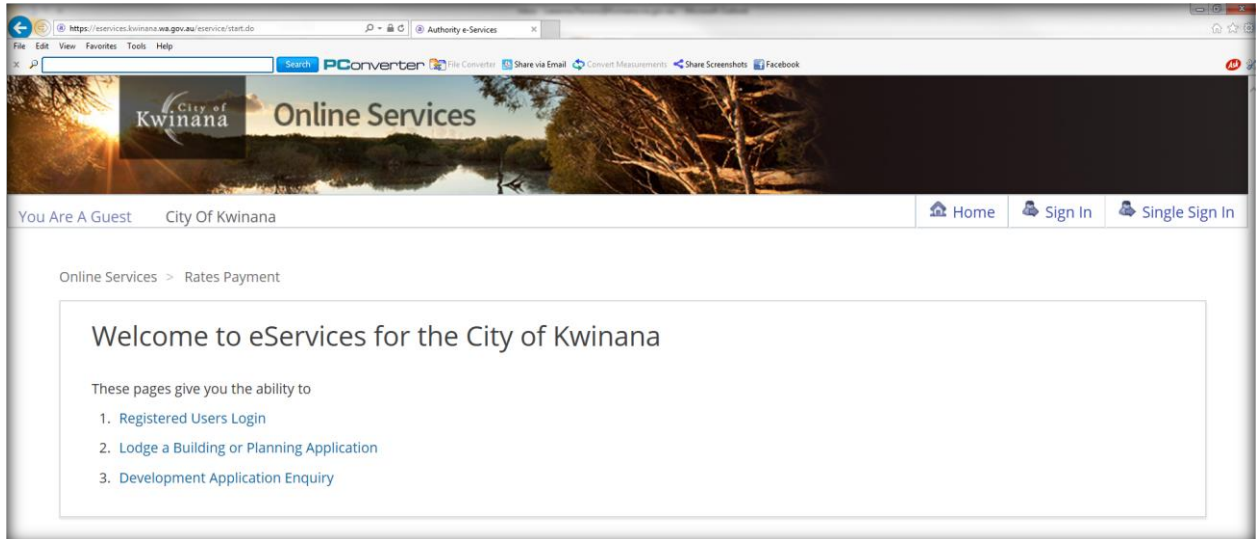 https://eservices.kwinana.wa.gov.au/eservice/start.do
Authority e-Services
File Edit View Favorites Tools Help
Search PConverter File Converter Share via Email Convert Measurements Share Screenshots Facebook
City of
Kwinana
Online Services
You Are A Guest City Of Kwinana Home Sign In Single Sign In
Online Services > Rates Payment
Welcome to eServices for the City of Kwinana
These pages give you the ability to
1. Registered Users Login
2. Lodge a Building or Planning Application
3. Development Application Enquiry